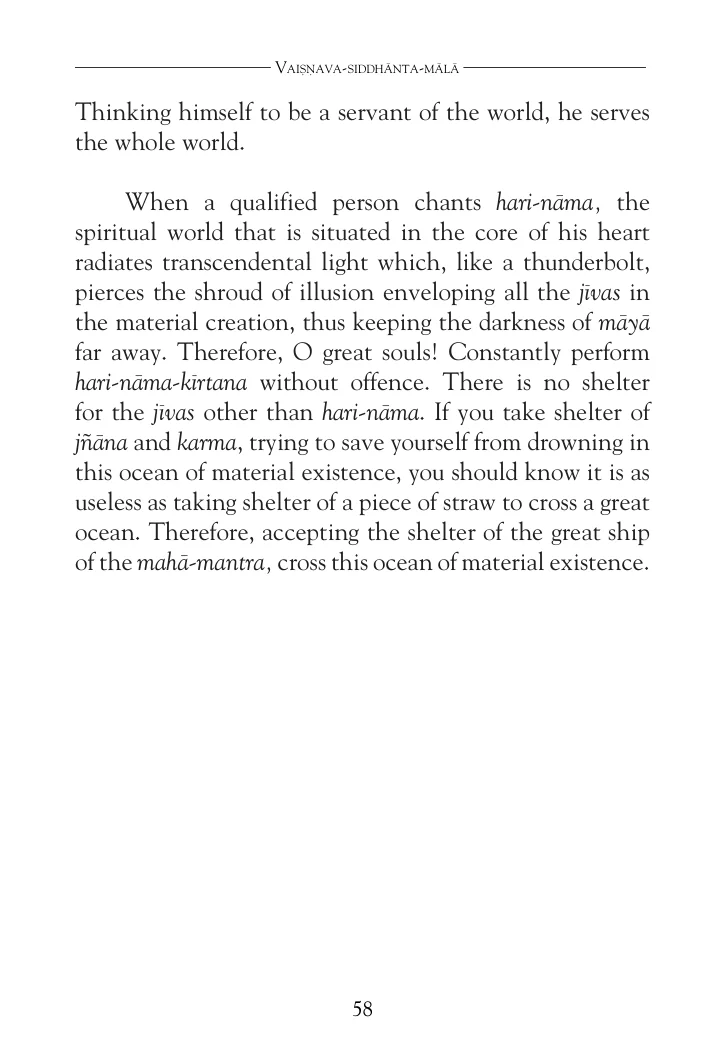 Vaiṣṇava-siddhānta-mālā
Thinking himself to be a servant of the world, he serves
the whole world.
When a qualified person chants hari-nāma, the
spiritual world that is situated in the core of his heart
radiates transcendental light which, like a thunderbolt,
pierces the shroud of illusion enveloping all the jīvas in
the material creation, thus keeping the darkness of māyā
far away. Therefore, O great souls! Constantly perform
hari-nāma-kīrtana without offence. There is no shelter
for the jīvas other than hari-nāma. If you take shelter of
jñāna and karma, trying to save yourself from drowning in
this ocean of material existence, you should know it is as
useless as taking shelter of a piece of straw to cross a great
ocean. Therefore, accepting the shelter of the great ship
of the mahā-mantra, cross this ocean of material existence.
58